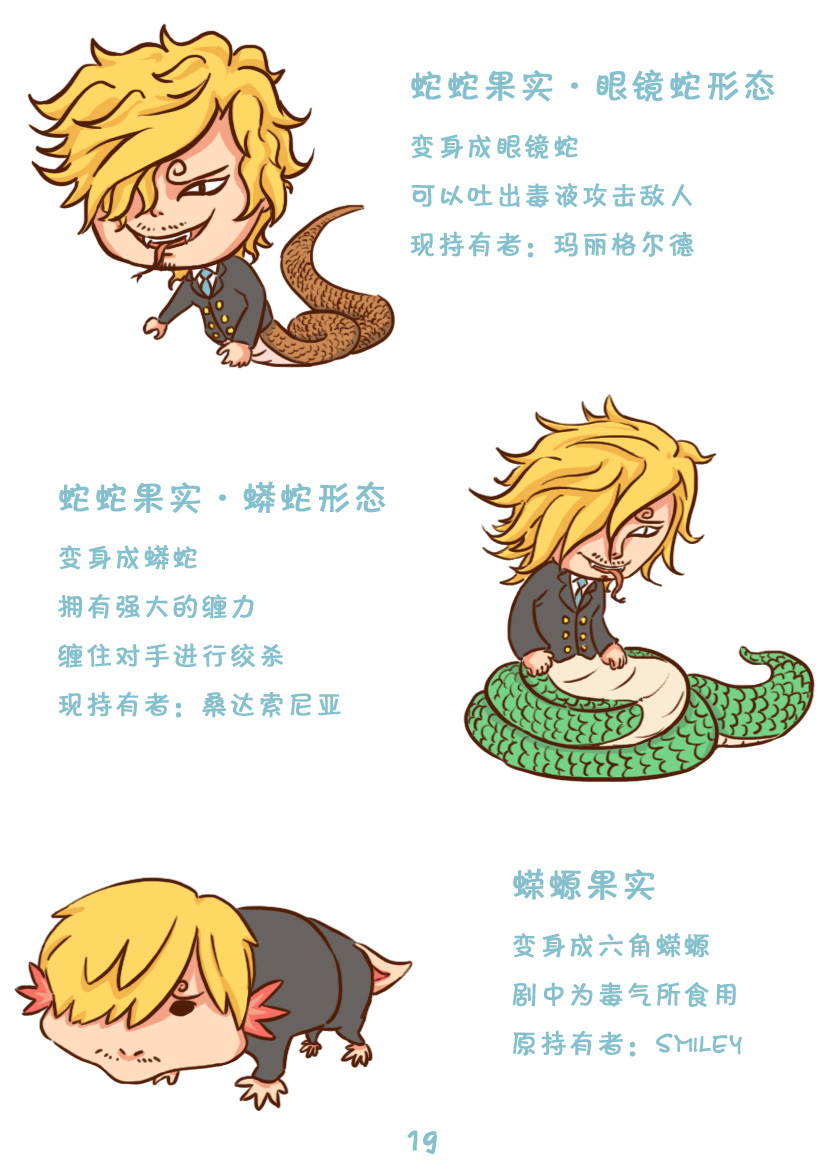 蛇蛇果实·眼镜蛇形态
变身成眼镜蛇
可以吐出毒液攻击敌人
现持有者：玛丽格尔德
蛇蛇果实·蟒蛇形态
变身成蟒蛇
拥有强大的缠力
缠住对手进行绞杀
现持有者：桑达索尼亚
蝾螈果实
变身成六角蝾螈
剧中为毒气所食用
原持有者：SMILEY
19